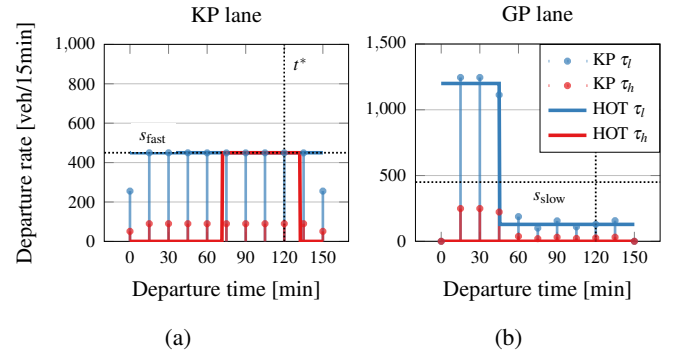 KP lane
1,000
800
600
400
200
0
Departure rate [veh/15min]
t*
s_fast
0 30 60 90 120 150
Departure time [min]
(a)
GP lane
1,500
1,000
500
0
KP τ_l
KP τ_h
HOT τ_l
HOT τ_h
s_slow
0 30 60 90 120 150
Departure time [min]
(b)